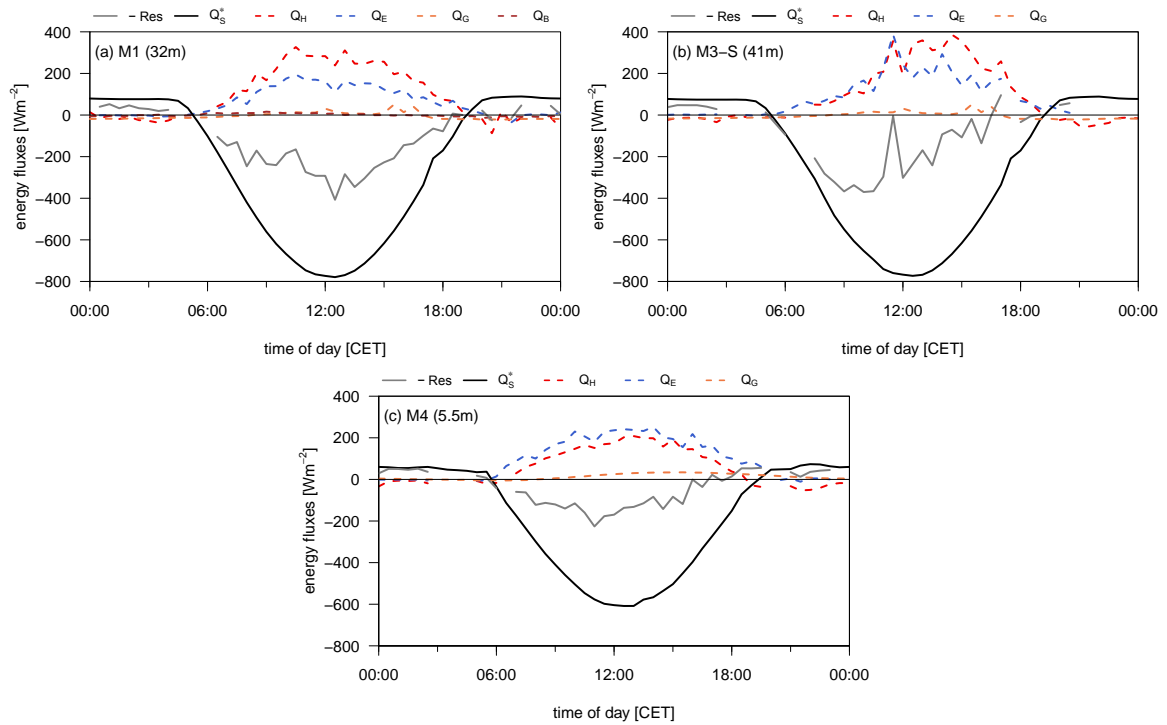 − Res Q*S QH QE QG QB
(a) M1 (32m)
energy fluxes [Wm−2]
400
200
0
−200
−400
−600
−800
00:00 06:00 12:00 18:00 00:00
time of day [CET]
− Res Q*S QH QE QG
(b) M3−S (41m)
energy fluxes [Wm−2]
400
200
0
−200
−400
−600
−800
00:00 06:00 12:00 18:00 00:00
time of day [CET]
− Res Q*S QH QE QG
(c) M4 (5.5m)
energy fluxes [Wm−2]
400
200
0
−200
−400
−600
−800
00:00 06:00 12:00 18:00 00:00
time of day [CET]